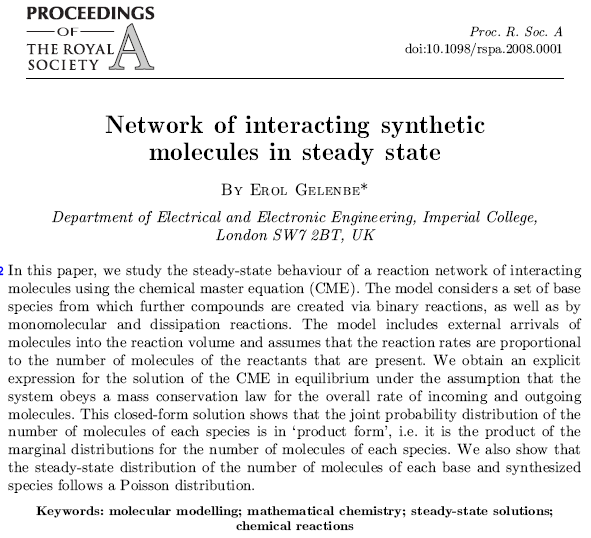 PROCEEDINGS
OF
THE ROYAL A
SOCIETY
Proc. R. Soc. A
doi:10.1098/rspa.2008.0001
Network of interacting synthetic
molecules in steady state
By Erol Gelenbe*
Department of Electrical and Electronic Engineering, Imperial College,
London SW7 2BT, UK
2 In this paper, we study the steady-state behaviour of a reaction network of interacting
molecules using the chemical master equation (CME). The model considers a set of base
species from which further compounds are created via binary reactions, as well as by
monomolecular and dissipation reactions. The model includes external arrivals of
molecules into the reaction volume and assumes that the reaction rates are proportional
to the number of molecules of the reactants that are present. We obtain an explicit
expression for the solution of the CME in equilibrium under the assumption that the
system obeys a mass conservation law for the overall rate of incoming and outgoing
molecules. This closed-form solution shows that the joint probability distribution of the
number of molecules of each species is in ‘product form’, i.e. it is the product of the
marginal distributions for the number of molecules of each species. We also show that
the steady-state distribution of the number of molecules of each base and synthesized
species follows a Poisson distribution.
Keywords: molecular modelling; mathematical chemistry; steady-state solutions;
chemical reactions